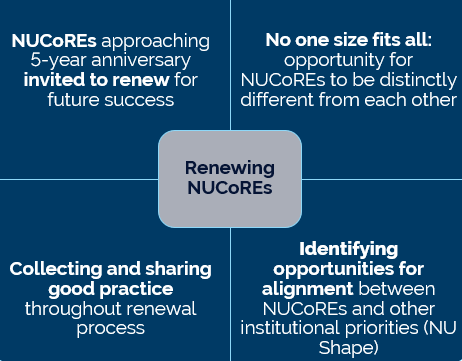 NUCoREs approaching
5-year anniversary
invited to renew for
future success
No one size fits all:
opportunity for
NUCoREs to be distinctly
different from each other
Renewing
NUCoREs
Collecting and sharing
good practice
throughout renewal
process
Identifying
opportunities for
alignment between
NUCoREs and other
institutional priorities (NU
Shape)